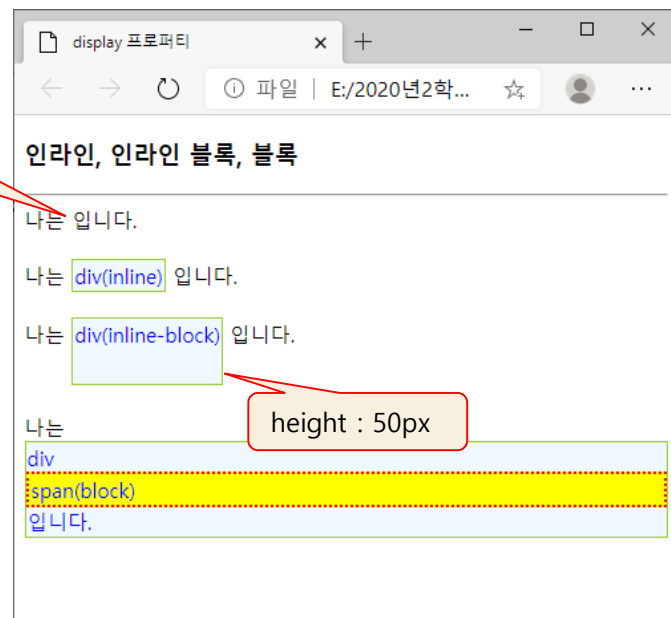 display 프로퍼티
파일 E:/2020년2학...
인라인, 인라인 블록, 블록
나는 입니다.
나는 div(inline) 입니다.
나는 div(inline-block) 입니다.
height : 50px
나는
div
span(block)
입니다.